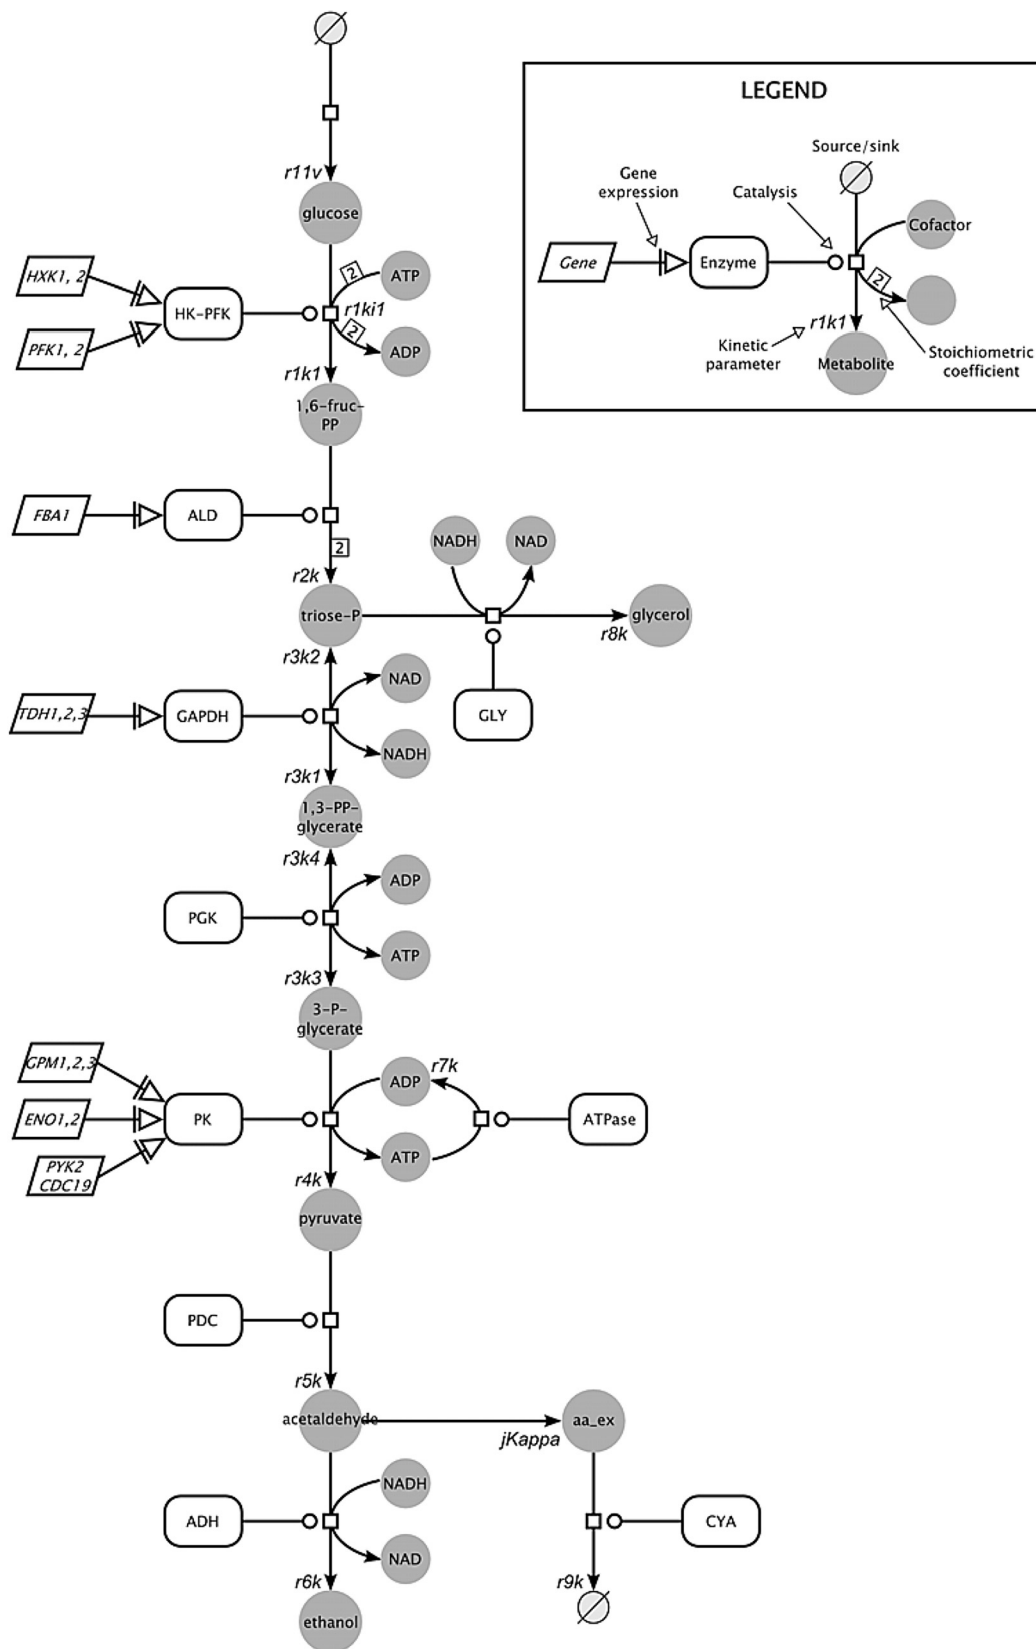 LEGEND
Source/sink
Gene
expression
Catalysis
Cofactor
Gene
Enzyme
2
r1k1
Kinetic
parameter
Metabolite
Stoichiometric
coefficient
r11v
glucose
HXK1, 2
PFK1, 2
HK-PFK
2
ATP
r1ki1
2
ADP
r1k1
1,6-fruc-
PP
FBA1
ALD
2
r2k
NADH
NAD
triose-P
glycerol
r8k
r3k2
NAD
TDH1,2,3
GAPDH
GLY
NADH
r3k1
1,3-PP-
glycerate
r3k4
ADP
PGK
ATP
r3k3
3-P-
glycerate
GPM1,2,3
ENO1,2
PYK2
CDC19
PK
ADP
r7k
ATPase
ATP
r4k
pyruvate
PDC
r5k
acetaldehyde
jKappa
aa_ex
NADH
ADH
CYA
NAD
r6k
r9k
ethanol